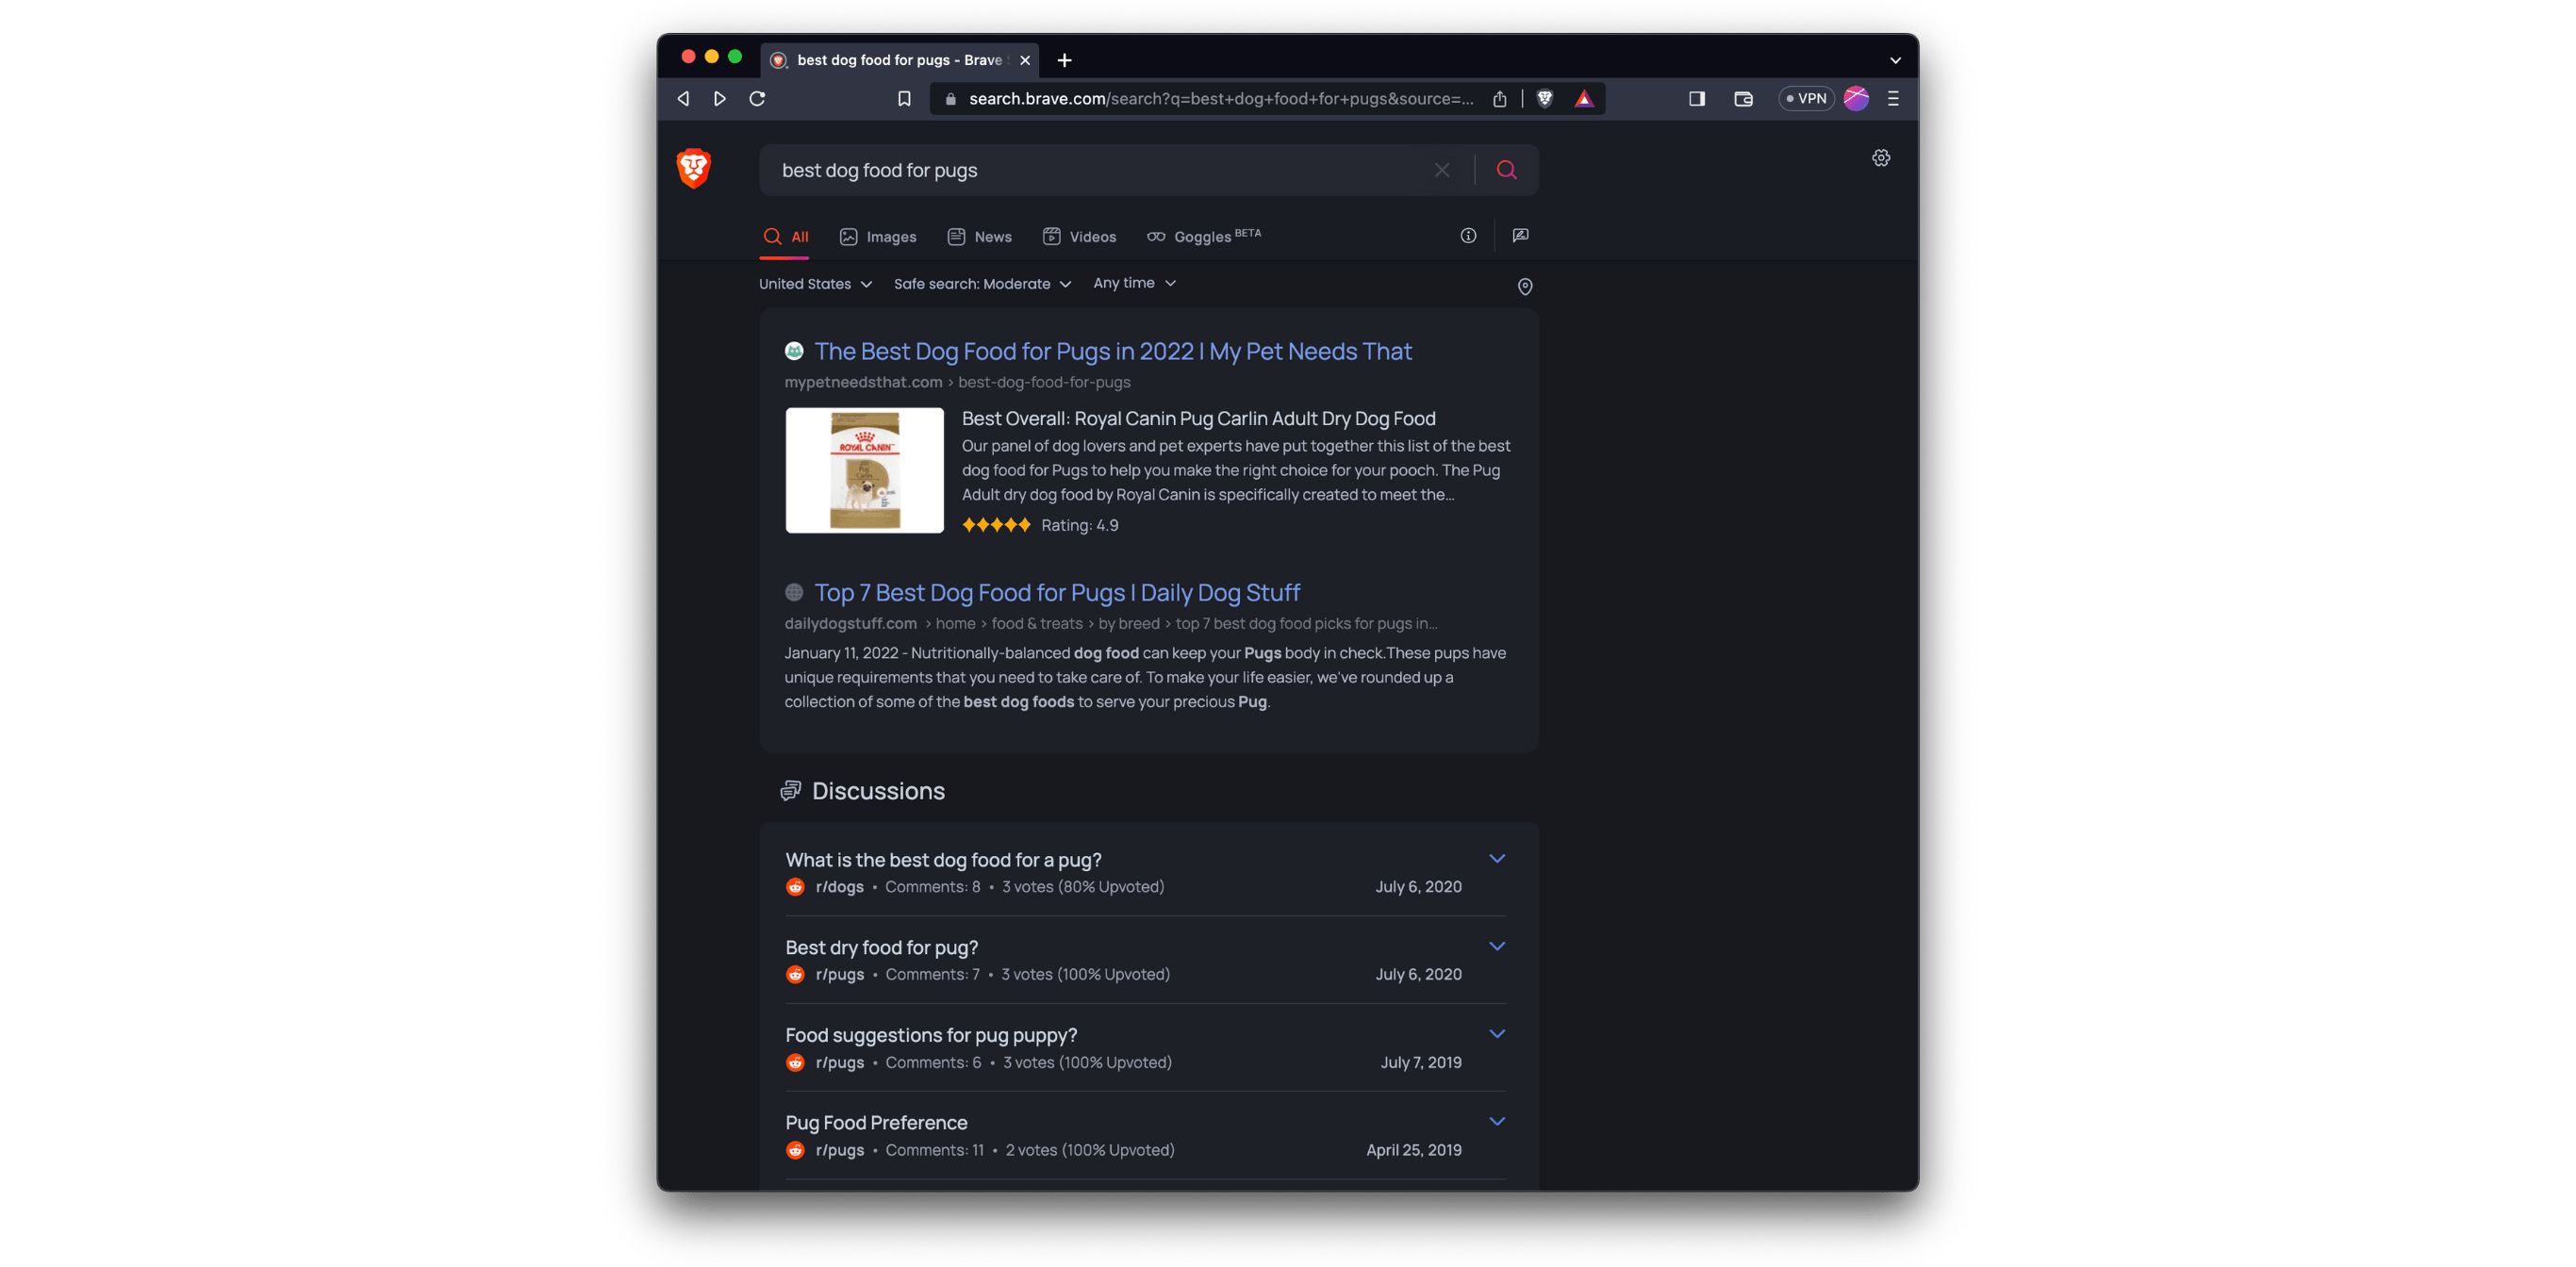 best dog food for pugs - Brave
search.brave.com/search?q=best+dog+food+for+pugs&source=...
VPN
best dog food for pugs
All
Images
News
Videos
Goggles BETA
United States
Safe search: Moderate
Any time
The Best Dog Food for Pugs in 2022 | My Pet Needs That
mypetneedsthat.com › best-dog-food-for-pugs
ROYAL CANIN
Pug
Best Overall: Royal Canin Pug Carlin Adult Dry Dog Food
Our panel of dog lovers and pet experts have put together this list of the best
dog food for Pugs to help you make the right choice for your pooch. The Pug
Adult dry dog food by Royal Canin is specifically created to meet the...
Rating: 4.9
Top 7 Best Dog Food for Pugs | Daily Dog Stuff
dailydogstuff.com › home › food & treats › by breed › top 7 best dog food picks for pugs in...
January 11, 2022 - Nutritionally-balanced dog food can keep your Pugs body in check.These pups have
unique requirements that you need to take care of. To make your life easier, we've rounded up a
collection of some of the best dog foods to serve your precious Pug.
Discussions
What is the best dog food for a pug?
r/dogs • Comments: 8 • 3 votes (80% Upvoted) July 6, 2020
Best dry food for pug?
r/pugs • Comments: 7 • 3 votes (100% Upvoted) July 6, 2020
Food suggestions for pug puppy?
r/pugs • Comments: 6 • 3 votes (100% Upvoted) July 7, 2019
Pug Food Preference
r/pugs • Comments: 11 • 2 votes (100% Upvoted) April 25, 2019